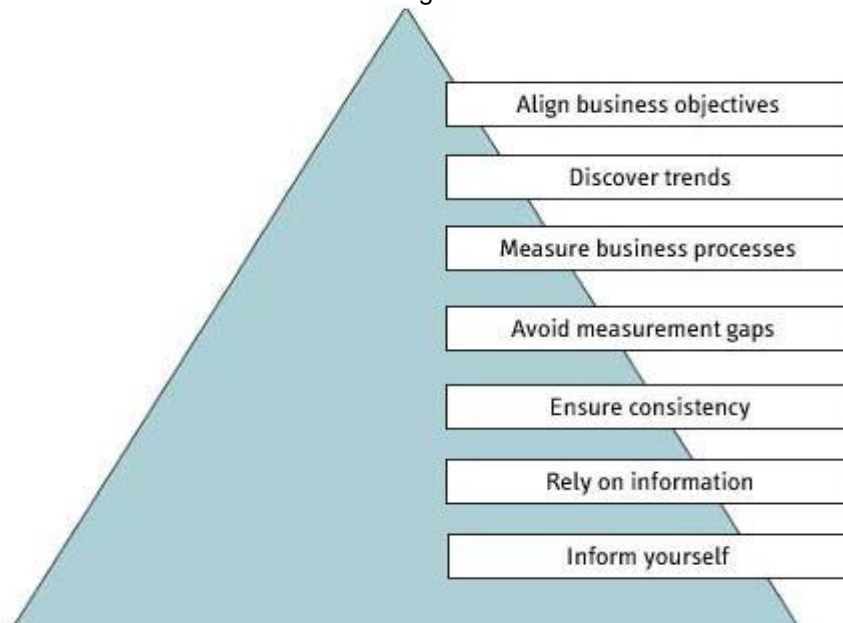 Align business objectives
Discover trends
Measure business processes
Avoid measurement gaps
Ensure consistency
Rely on information
Inform yourself